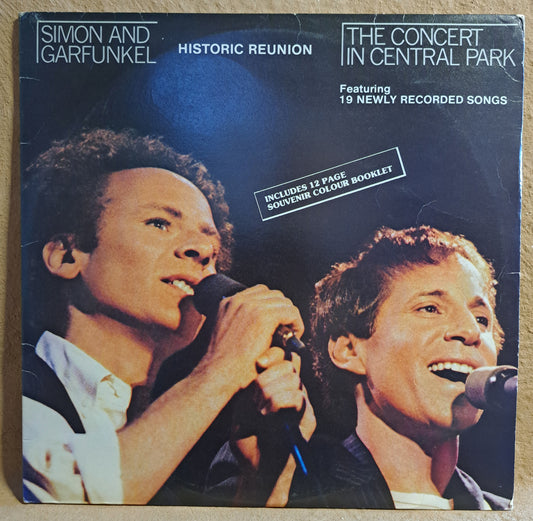 SIMON AND
GARFUNKEL
HISTORIC REUNION
THE CONCERT
IN CENTRAL PARK
Featuring
19 NEWLY RECORDED SONGS
INCLUDES 12 PAGE
SOUVENIR COLOUR BOOKLET